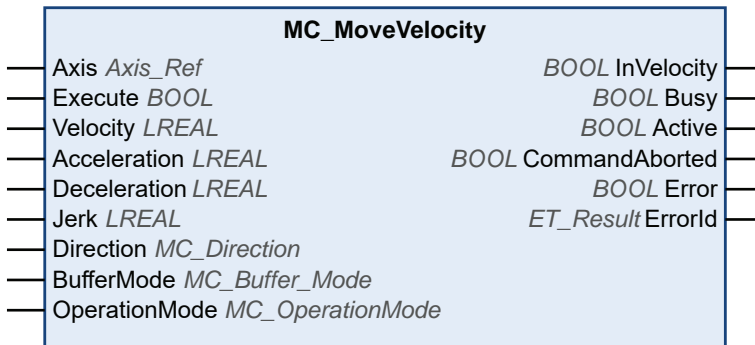 MC_MoveVelocity
Axis Axis_Ref BOOL InVelocity
Execute BOOL BOOL Busy
Velocity LREAL BOOL Active
Acceleration LREAL BOOL CommandAborted
Deceleration LREAL BOOL Error
Jerk LREAL ET_Result ErrorId
Direction MC_Direction
BufferMode MC_Buffer_Mode
OperationMode MC_OperationMode